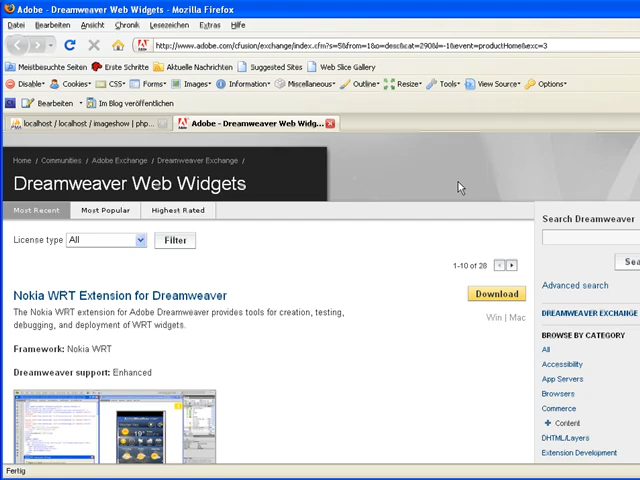 Adobe - Dreamweaver Web Widgets - Mozilla Firefox
Datei Bearbeiten Ansicht Chronik Lesezeichen Extras Hilfe
http://www.adobe.com/cfusion/exchange/index.cfm?s=5&from=1&o=desc&cat=290&l=-1&event=productHome&exc=3
Meistbesuchte Seiten Erste Schritte Aktuelle Nachrichten Suggested Sites Web Slice Gallery
Disable Cookies CSS Forms Images Information Miscellaneous Outline Resize Tools View Source Options
Bearbeiten Im Blog veröffentlichen
localhost / localhost / imageshow | php... Adobe - Dreamweaver Web Widg...
Home / Communities / Adobe Exchange / Dreamweaver Exchange /
Dreamweaver Web Widgets
Most Recent Most Popular Highest Rated
Search Dreamweaver
License type All Filter
1-10 of 28
Sea
Advanced search
Nokia WRT Extension for Dreamweaver
Download
The Nokia WRT extension for Adobe Dreamweaver provides tools for creation, testing,
debugging, and deployment of WRT widgets.
Win | Mac
DREAMWEAVER EXCHANGE
BROWSE BY CATEGORY
Framework: Nokia WRT
All
Accessibility
Dreamweaver support: Enhanced
App Servers
Browsers
Commerce
Content
DHTML/Layers
Extension Development
Fertig